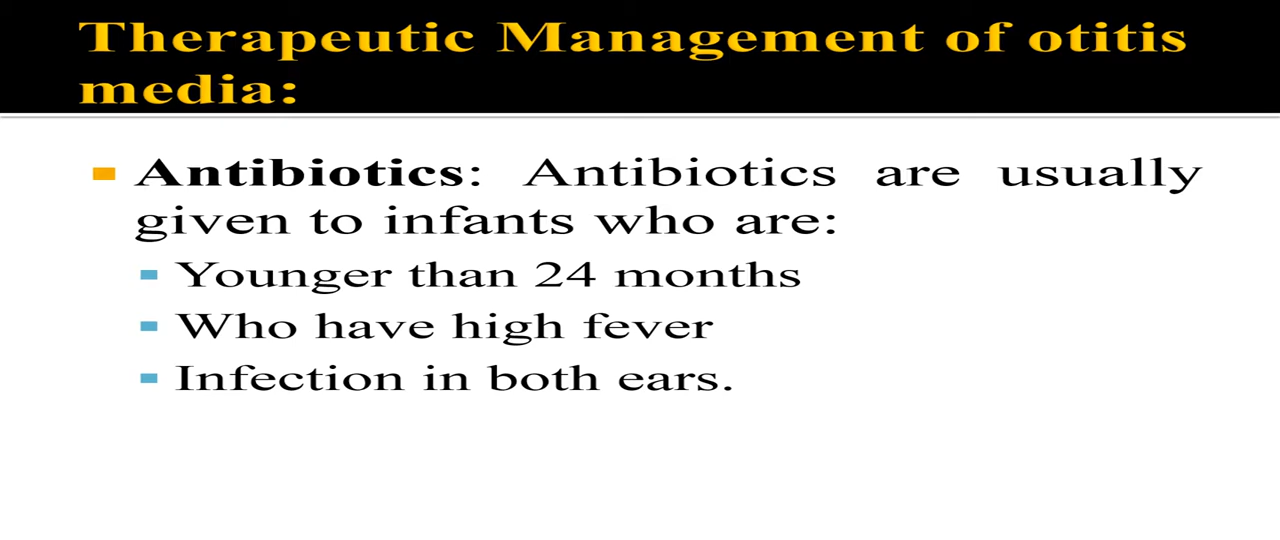 Therapeutic Management of otitis
media:
Antibiotics: Antibiotics are usually
given to infants who are:
Younger than 24 months
Who have high fever
Infection in both ears.